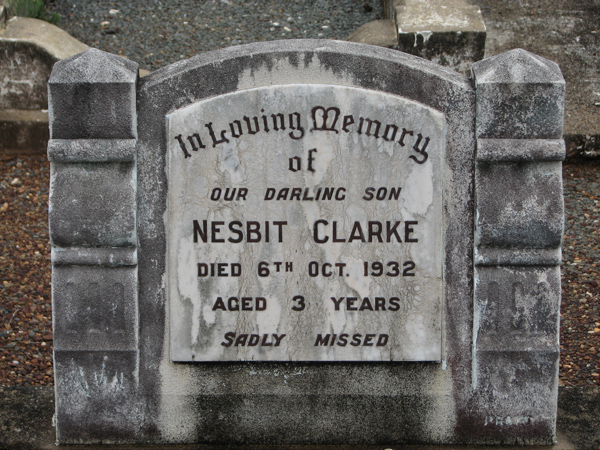 In Loving Memory
of
OUR DARLING SON
NESBIT CLARKE
DIED 6TH OCT. 1932
AGED 3 YEARS
SADLY MISSED